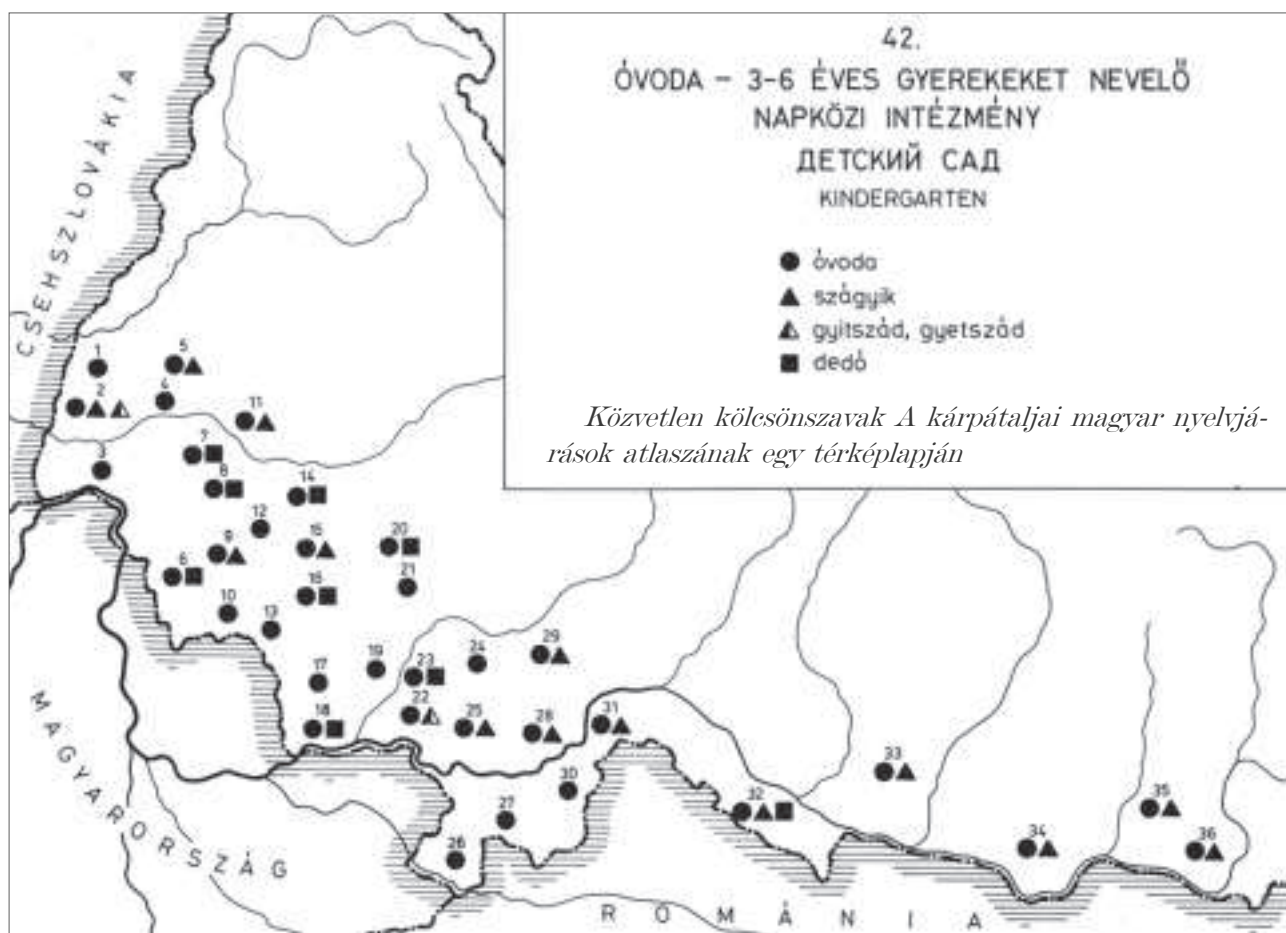 42.
ÓVODA – 3-6 ÉVES GYEREKEKET NEVELŐ
NAPKÖZI INTÉZMÉNY
ДЕТСКИЙ САД
KINDERGARTEN
óvoda
szágyik
gyitszád, gyetszád
dedó
Közvetlen kölcsönszavak A kárpátaljai magyar nyelvjá-
rások atlaszának egy térképlapján
CSEHSZLOVÁKIA
1
5
2
4
11
3
7
8
14
12
9
15
20
6
16
21
10
13
29
19
24
17
23
22
18
25
28
31
33
30
32
35
27
34
36
26
MAGYARORSZÁG
ROMÁNIA